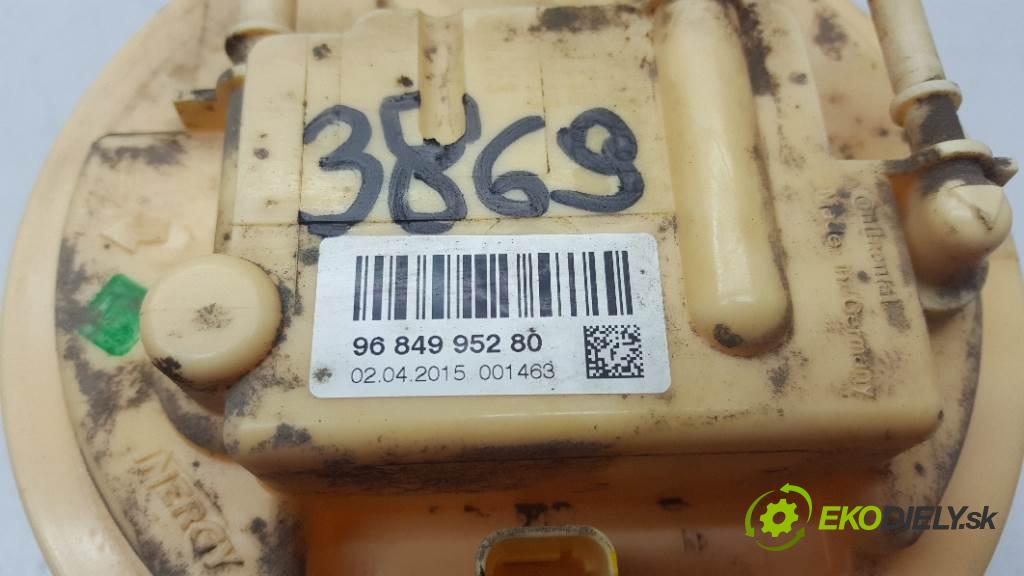 3869
96 849 952 80
02.04.2015 001463
Continental
Made in Germany
INERGY
EKODIELY.sk